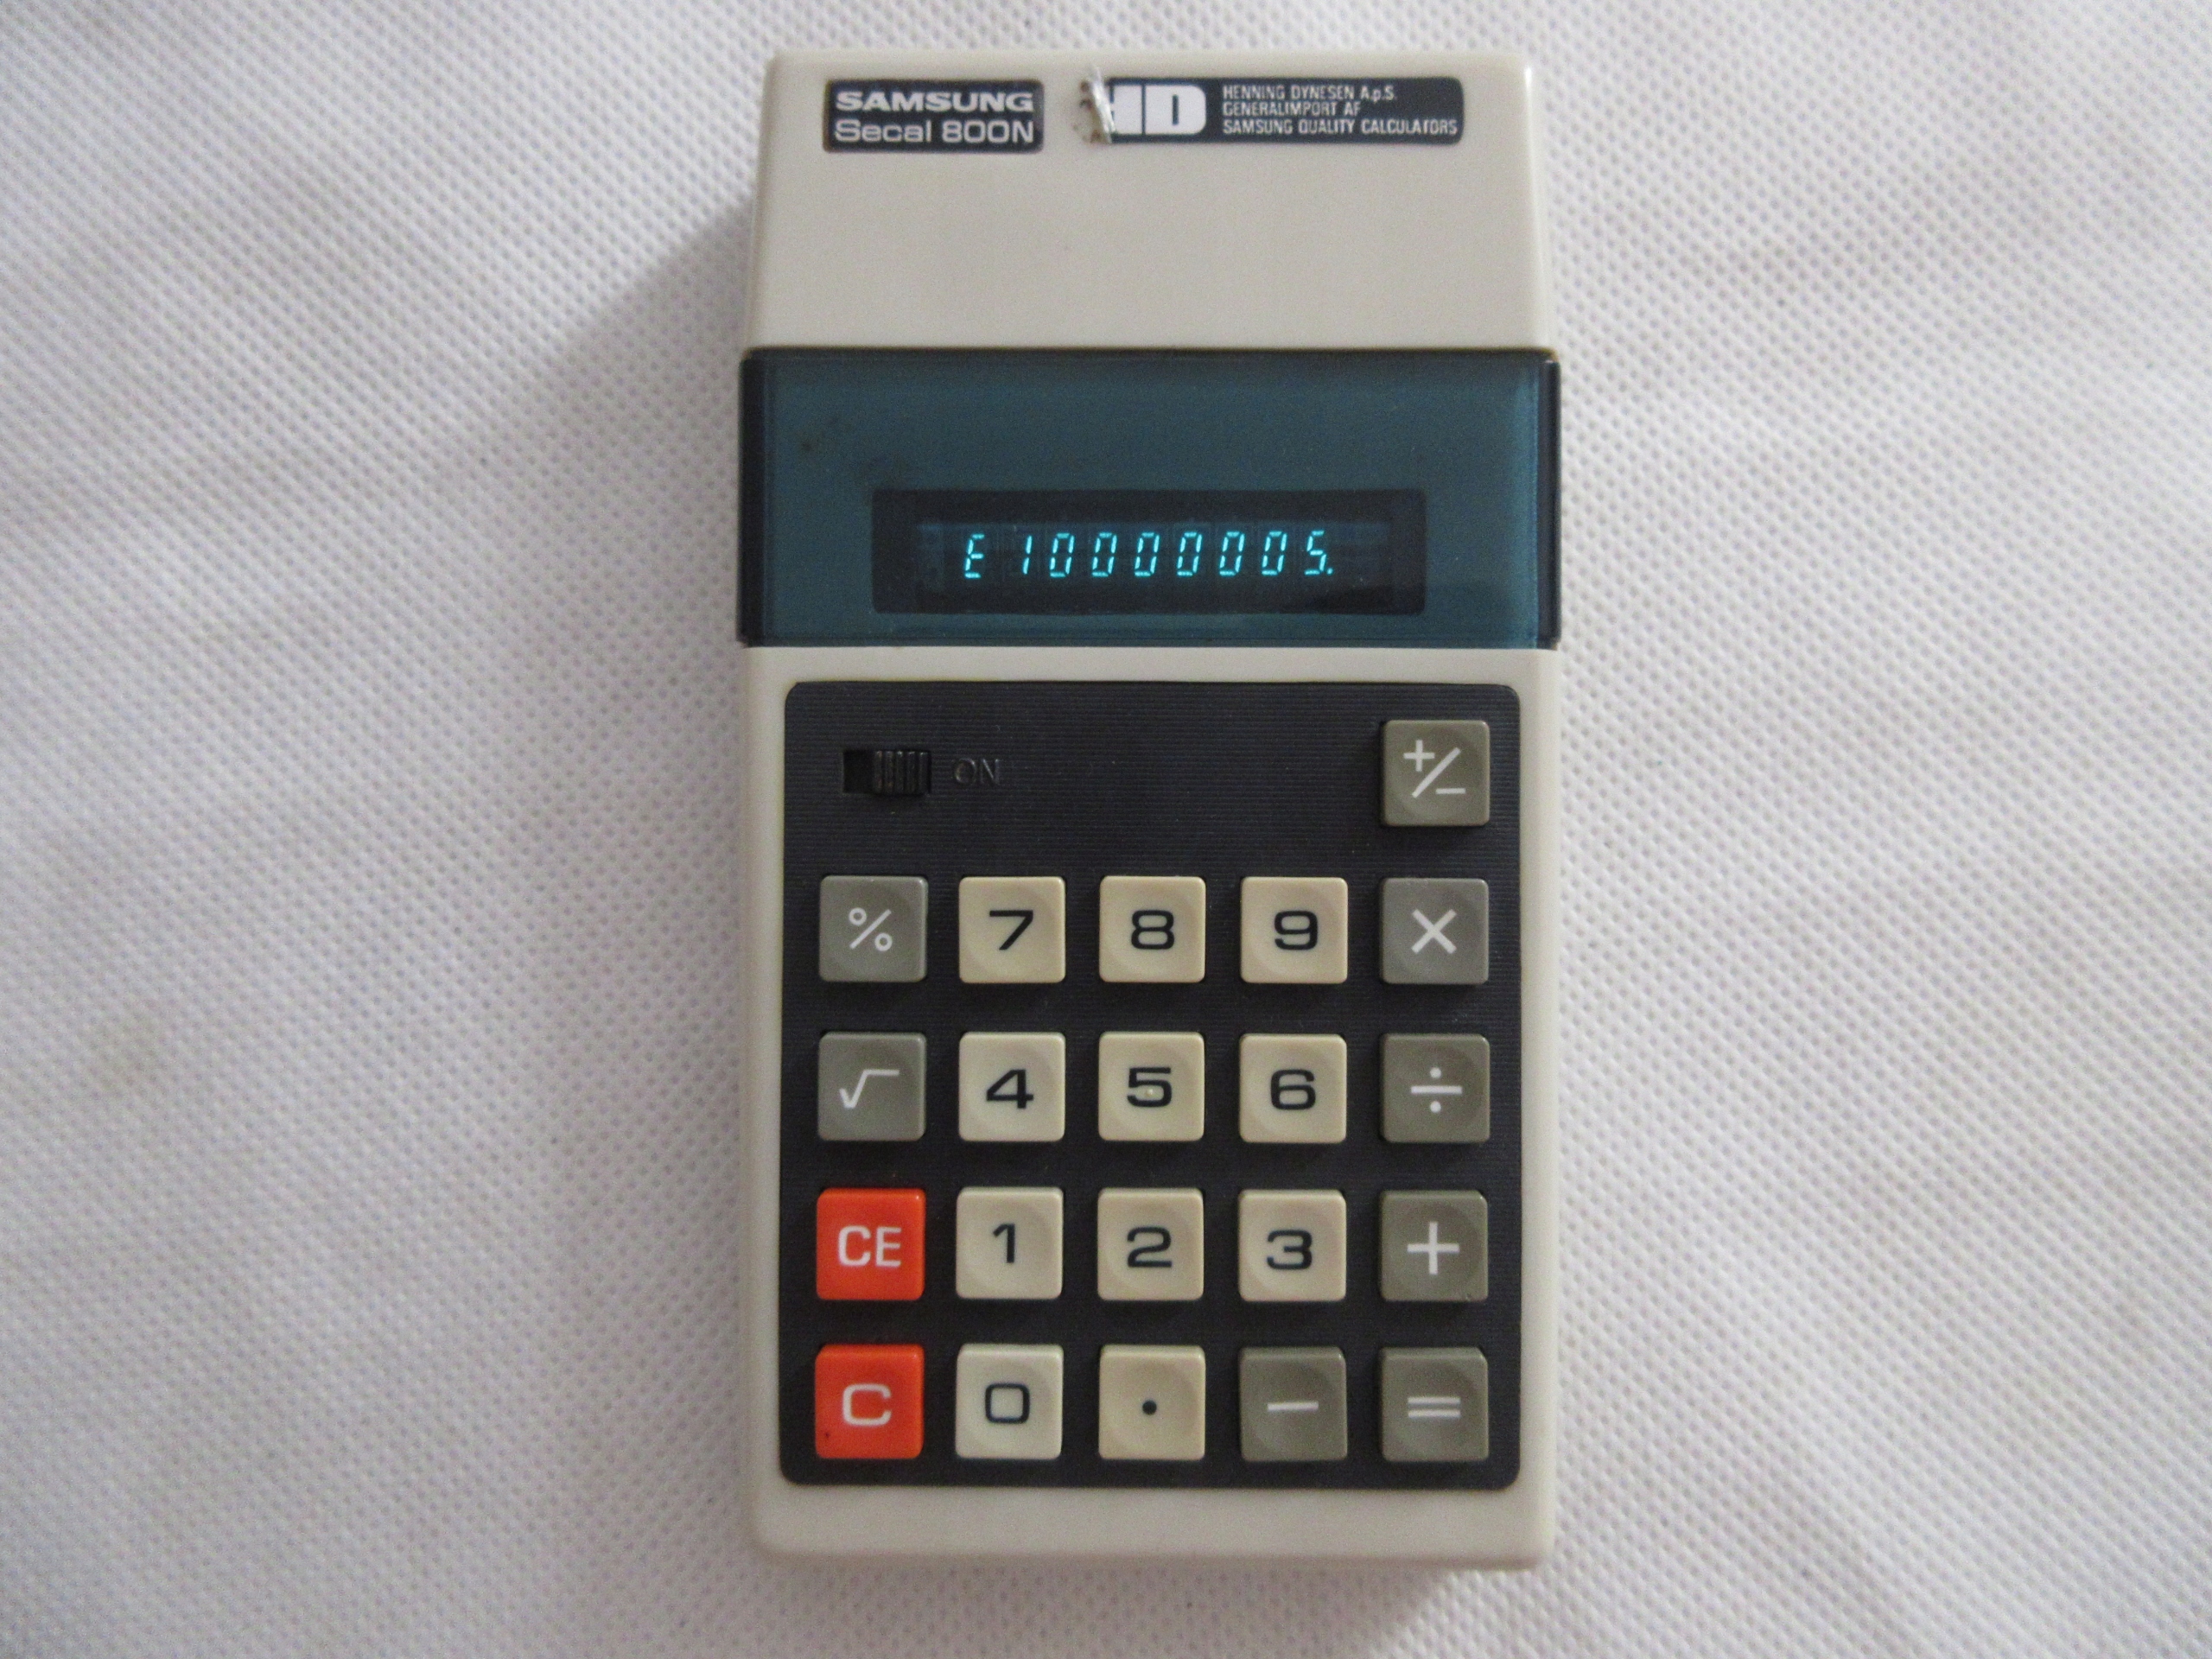 SAMSUNG
Secal 800N
HD
HENNING DYNESEN A.p.S.
GENERALIMPORT AF
SAMSUNG QUALITY CALCULATORS
E 10000005.
ON
+/−
% 7 8 9 ×
√ 4 5 6 ÷
CE 1 2 3 +
C 0 . − =